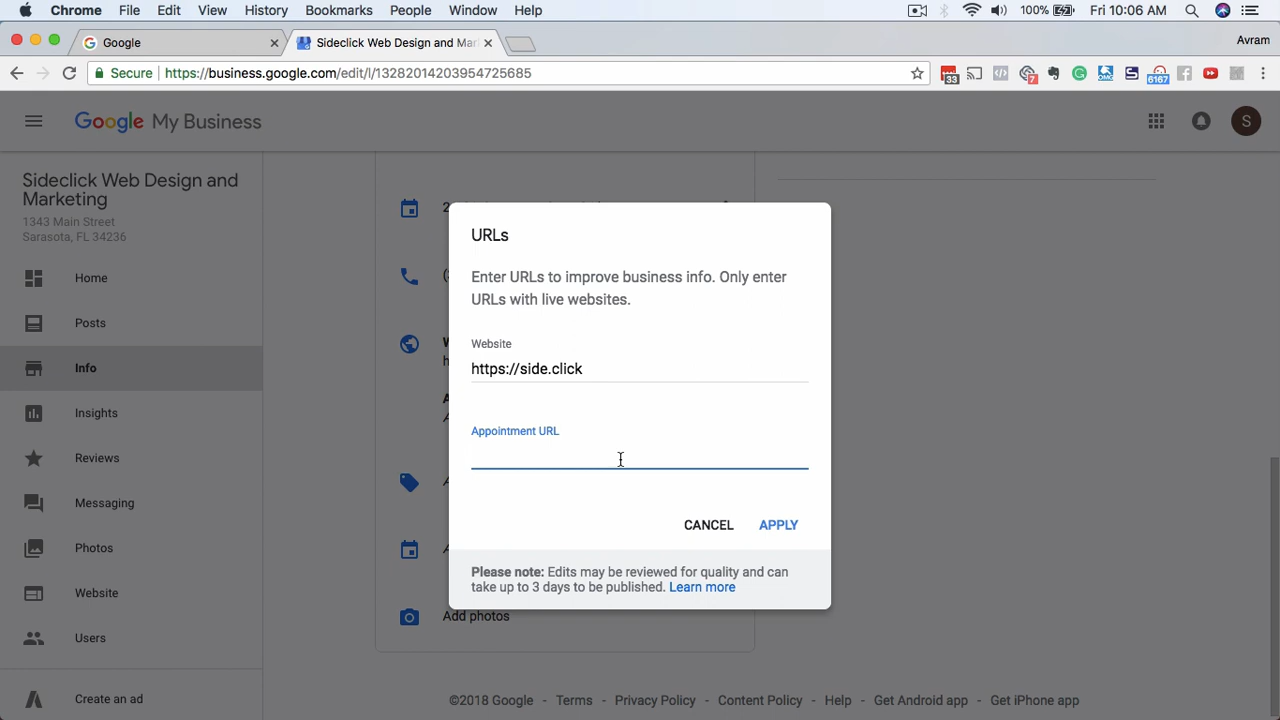 Chrome File Edit View History Bookmarks People Window Help 100% Fri 10:06 AM
Google Sideclick Web Design and Mar Avram
Secure https://business.google.com/edit/l/13282014203954725685 33 7 6167
Google My Business S
Sideclick Web Design and
Marketing
1343 Main Street
Sarasota, FL 34236
Home
Posts
Info
Insights
Reviews
Messaging
Photos
Website
Users
Create an ad
URLs
Enter URLs to improve business info. Only enter
URLs with live websites.
Website
https://side.click
Appointment URL
CANCEL APPLY
Please note: Edits may be reviewed for quality and can
take up to 3 days to be published. Learn more
Add photos
©2018 Google - Terms - Privacy Policy - Content Policy - Help - Get Android app - Get iPhone app